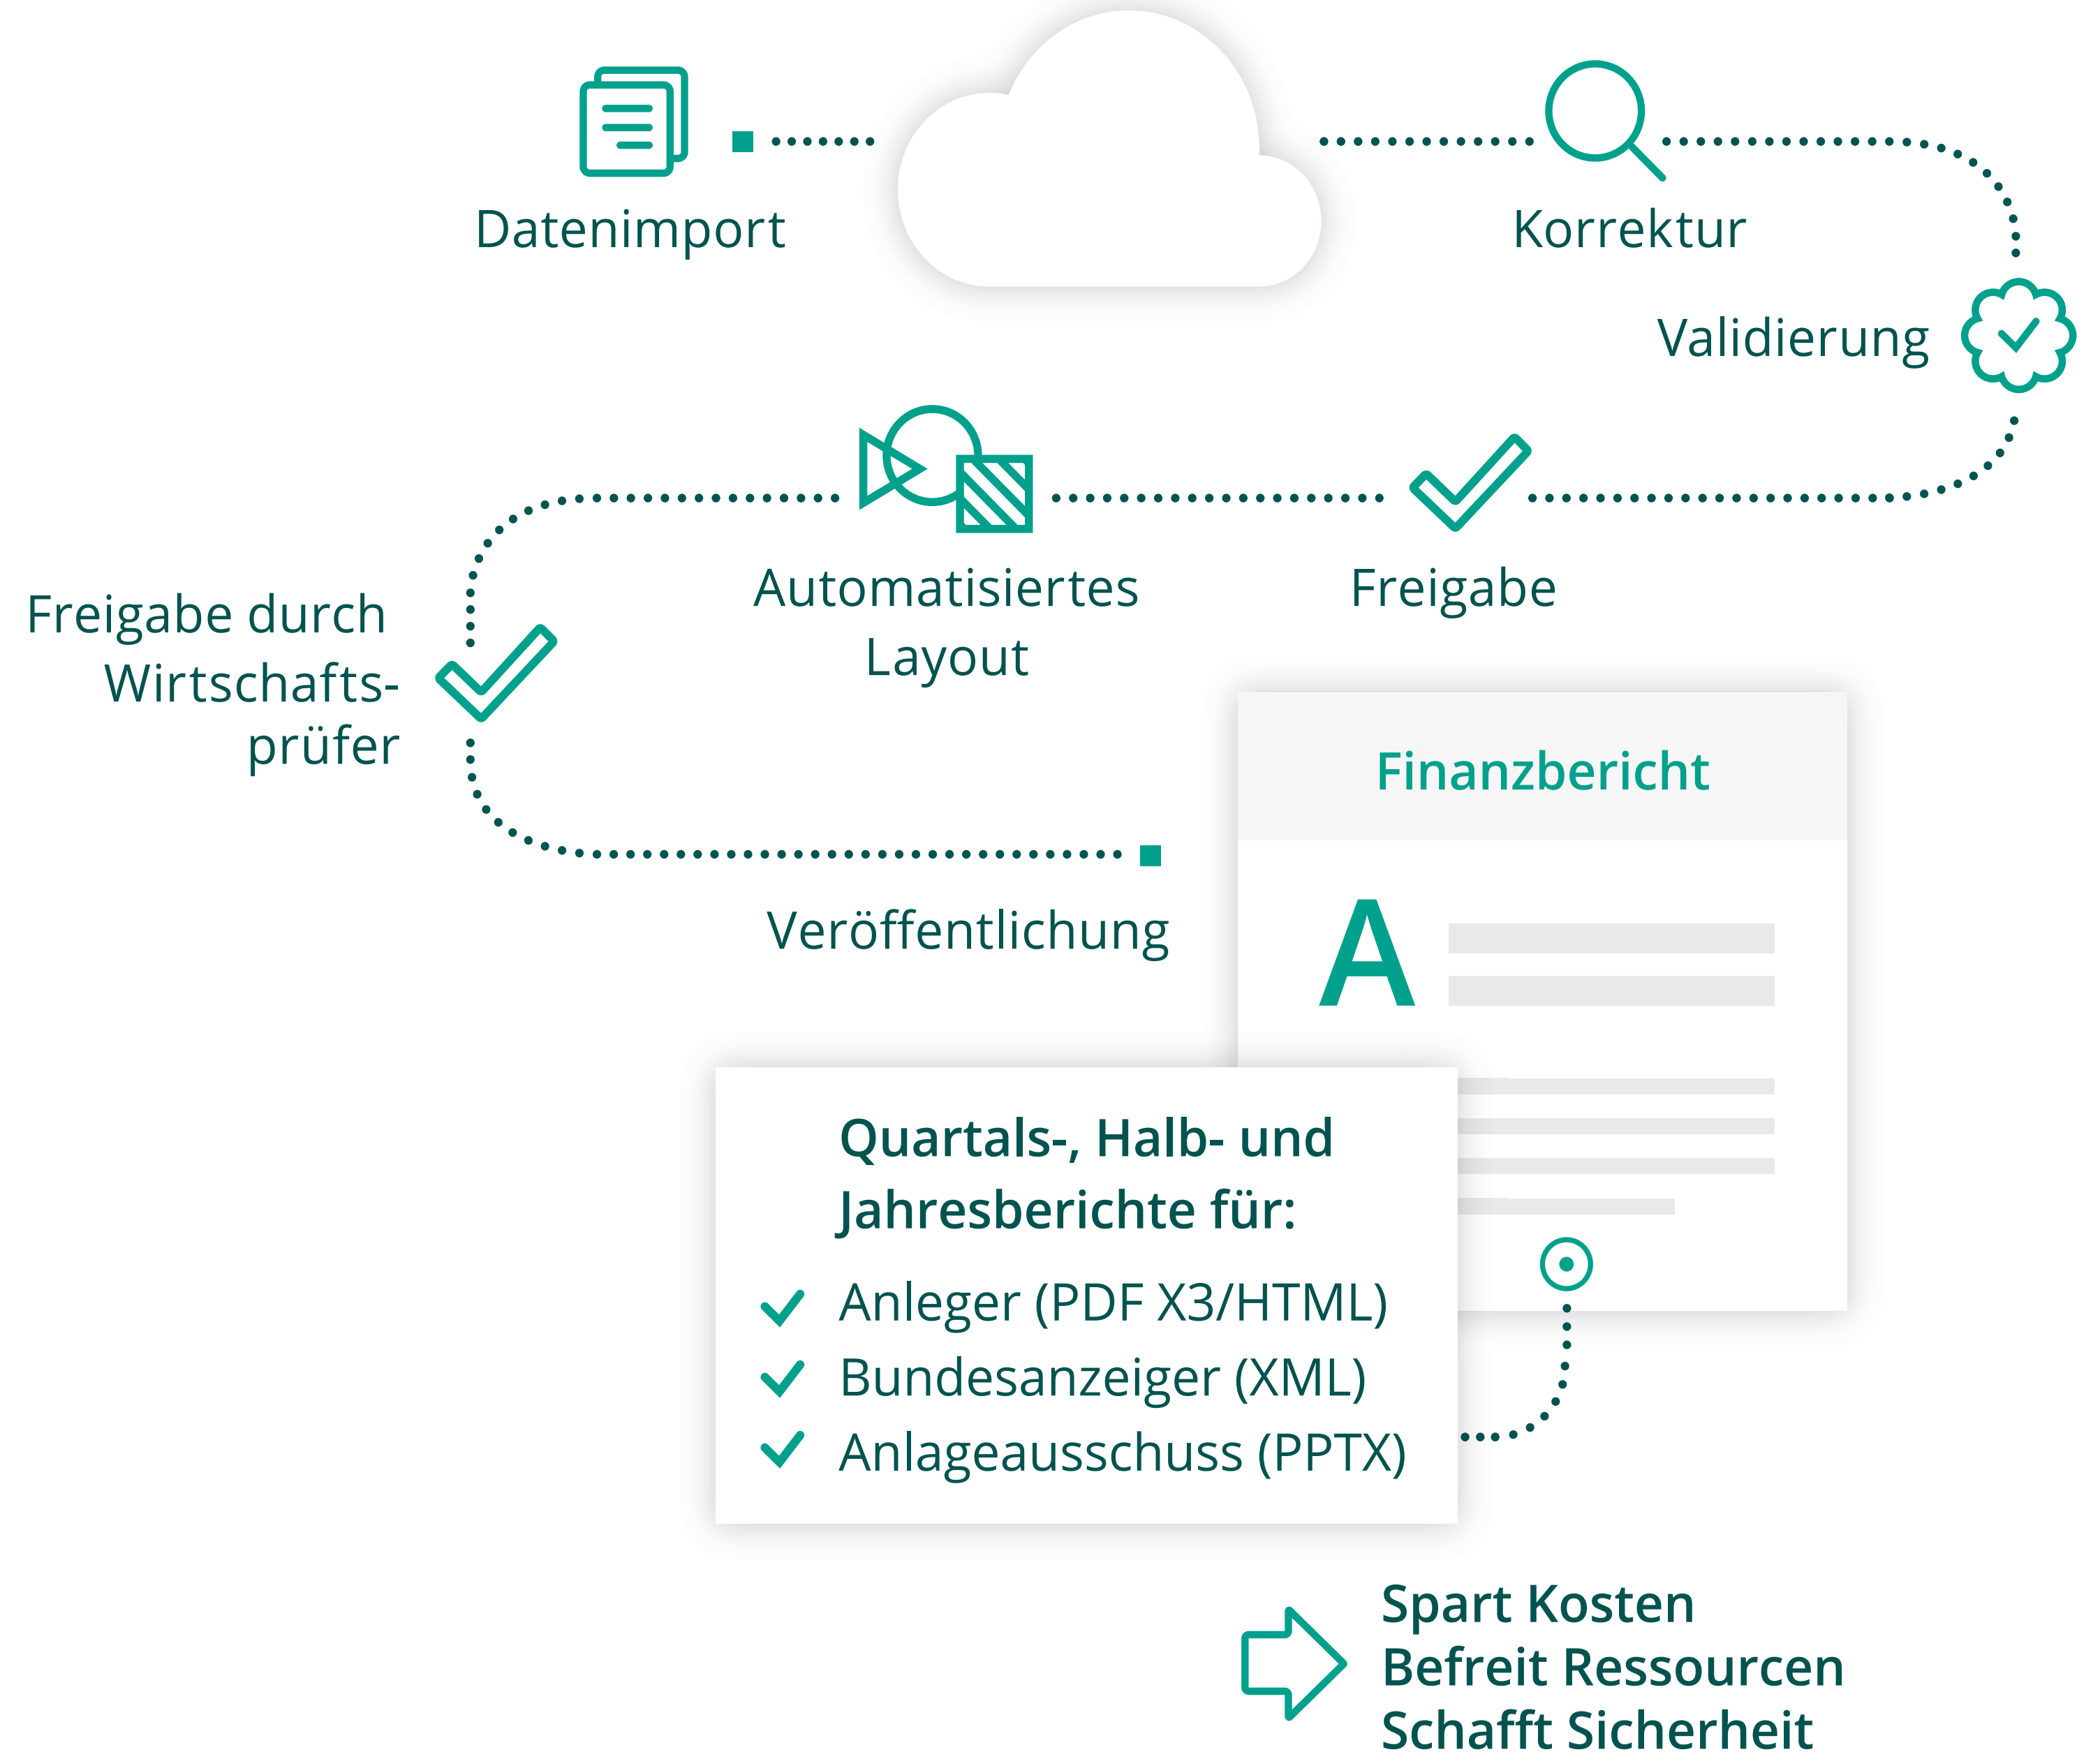 Datenimport
Korrektur
Validierung
Freigabe
Automatisiertes
Layout
Freigabe durch
Wirtschafts-
prüfer
Veröffentlichung
Finanzbericht
A
Quartals-, Halb- und
Jahresberichte für:
Anleger (PDF X3/HTML)
Bundesanzeiger (XML)
Anlageausschuss (PPTX)
Spart Kosten
Befreit Ressourcen
Schafft Sicherheit